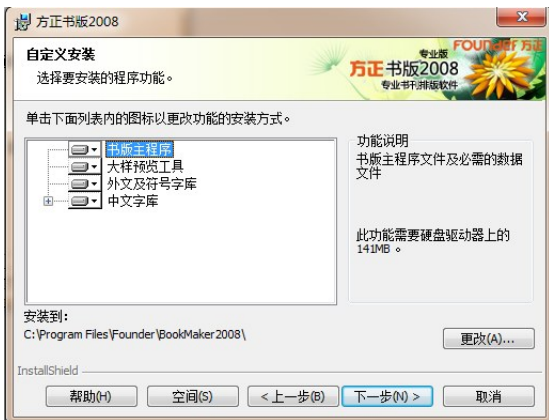 方正书版2008
自定义安装
选择要安装的程序功能。
FOUNDER 方正
专业版
方正书版2008
专业书刊排版软件
单击下面列表内的图标以更改功能的安装方式。
书版主程序
大样预览工具
外文及符号字库
中文字库
功能说明
书版主程序文件及必需的数据
文件
此功能需要硬盘驱动器上的
141MB 。
安装到:
C:\Program Files\Founder\BookMaker2008\
更改(A)...
InstallShield
帮助(H)
空间(S)
< 上一步(B)
下一步(N) >
取消